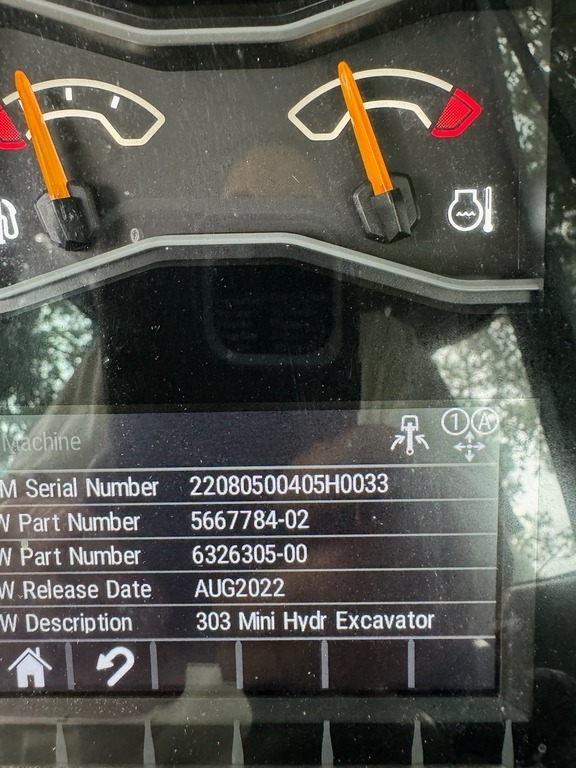 Machine
1 A
M Serial Number 22080500405H0033
W Part Number 5667784-02
W Part Number 6326305-00
W Release Date AUG2022
W Description 303 Mini Hydr Excavator